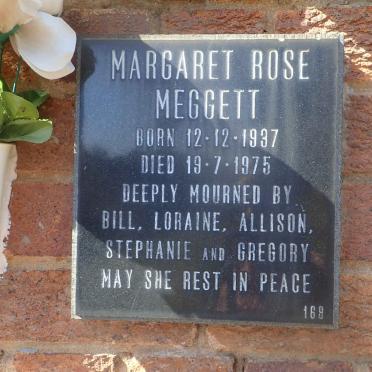 MARGARET ROSE
MEGGETT
BORN 12·12·1937
DIED 19·7·1975
DEEPLY MOURNED BY
BILL, LORAINE, ALLISON,
STEPHANIE AND GREGORY
MAY SHE REST IN PEACE
169